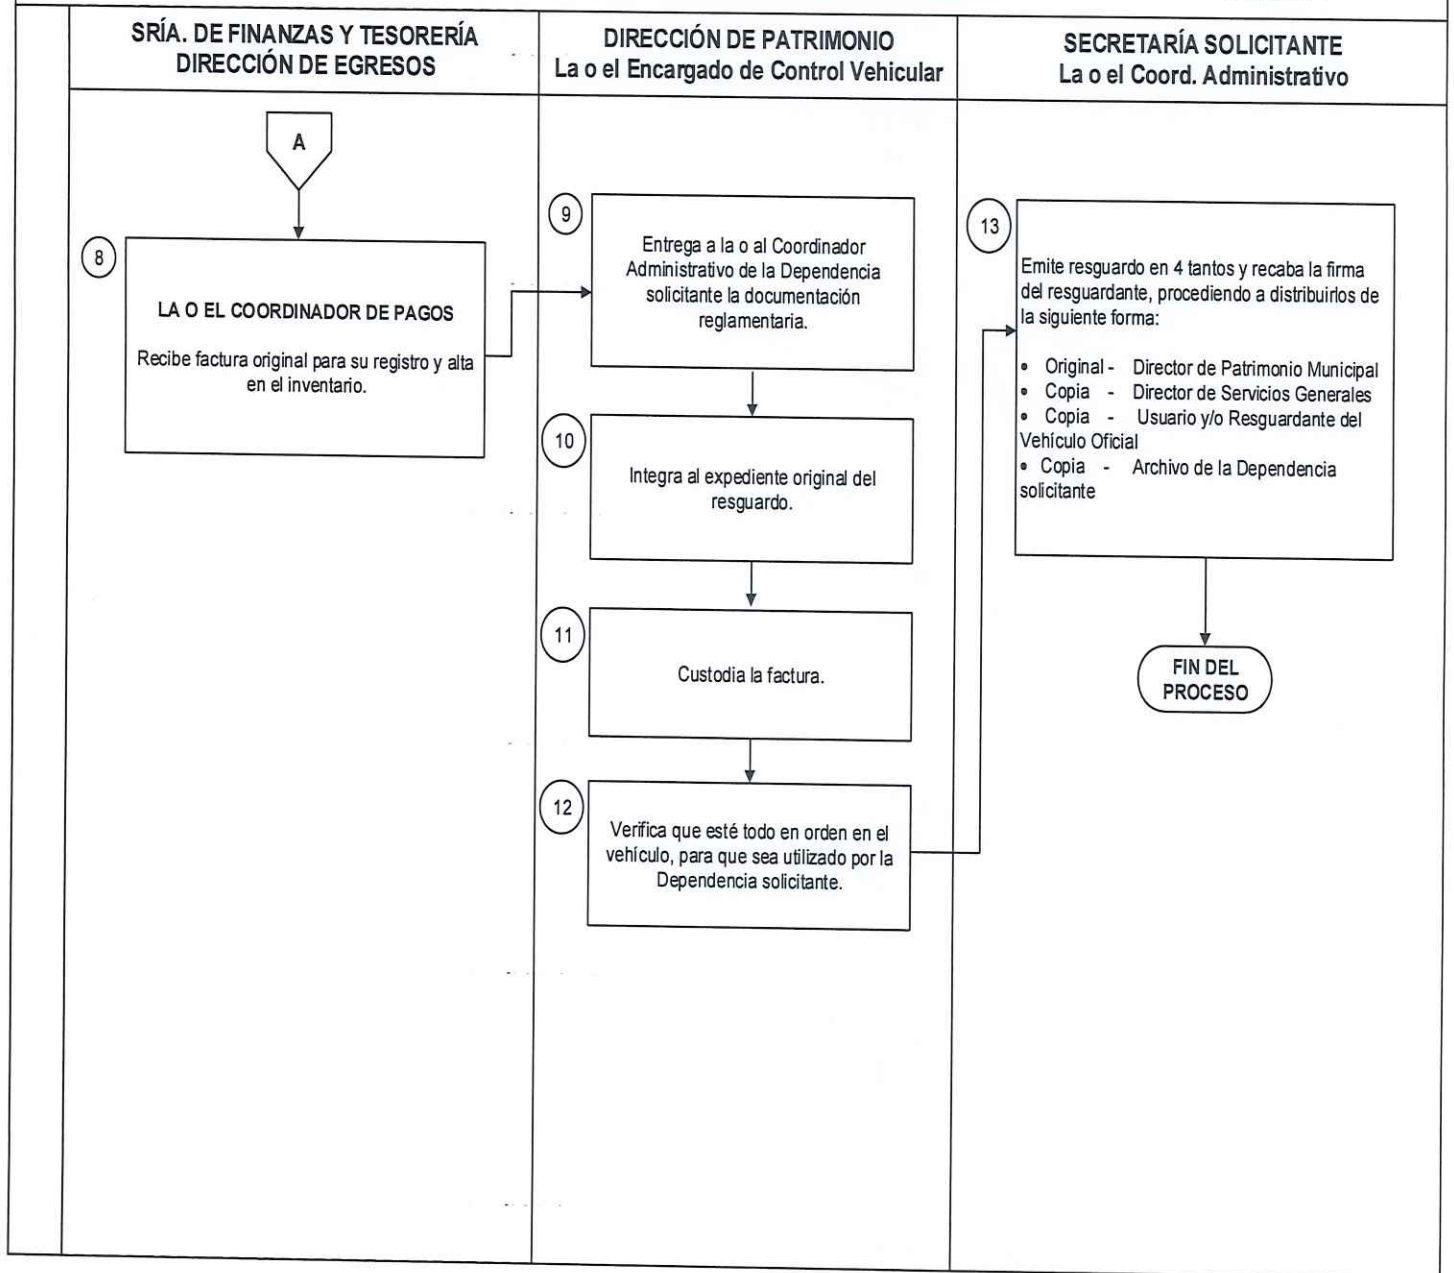 SRÍA. DE FINANZAS Y TESORERÍA
DIRECCIÓN DE EGRESOS
DIRECCIÓN DE PATRIMONIO
La o el Encargado de Control Vehicular
SECRETARÍA SOLICITANTE
La o el Coord. Administrativo
A
8
LA O EL COORDINADOR DE PAGOS
Recibe factura original para su registro y alta
en el inventario.
9
Entrega a la o al Coordinador
Administrativo de la Dependencia
solicitante la documentación
reglamentaria.
10
Integra al expediente original del
resguardo.
11
Custodia la factura.
12
Verifica que esté todo en orden en el
vehículo, para que sea utilizado por la
Dependencia solicitante.
13
Emite resguardo en 4 tantos y recaba la firma
del resguardante, procediendo a distribuirlos de
la siguiente forma:
• Original - Director de Patrimonio Municipal
• Copia - Director de Servicios Generales
• Copia - Usuario y/o Resguardante del
Vehículo Oficial
• Copia - Archivo de la Dependencia
solicitante
FIN DEL
PROCESO